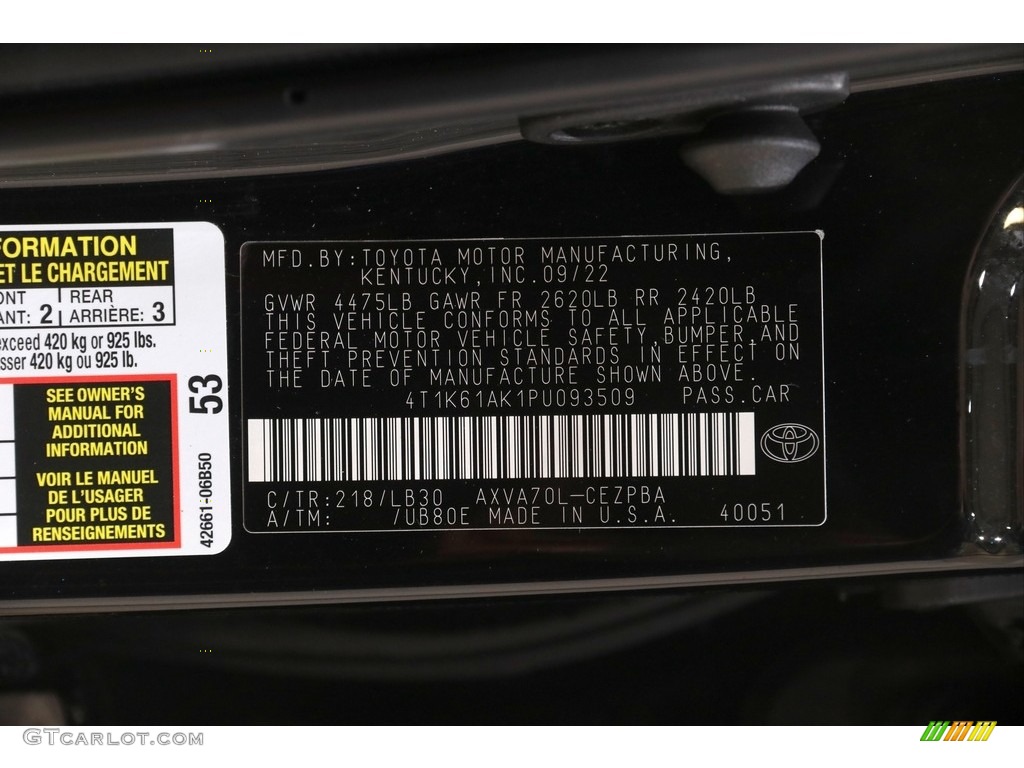 FORMATION
ET LE CHARGEMENT
REAR
ANT: 2 ARRIÈRE: 3
exceed 420 kg or 925 lbs.
420 kg ou 925 lb.
SEE OWNER'S
MANUAL FOR
ADDITIONAL
INFORMATION
VOIR LE MANUEL
DE L'USAGER
POUR PLUS DE
RENSEIGNEMENTS
53
42661-06B50
MFD.BY:TOYOTA MOTOR MANUFACTURING,
KENTUCKY,INC.09/22
GVWR 4475LB GAWR FR 2620LB RR 2420LB
THIS VEHICLE CONFORMS TO ALL APPLICABLE
FEDERAL MOTOR VEHICLE SAFETY,BUMPER,AND
THEFT PREVENTION STANDARDS IN EFFECT ON
THE DATE OF MANUFACTURE SHOWN ABOVE.
4T1K61AK1PU093509 PASS.CAR
C/TR:218/LB30 AXVA70L-CEZPBA
A/TM: /UB80E MADE IN U.S.A. 40051
GTCarLot.com